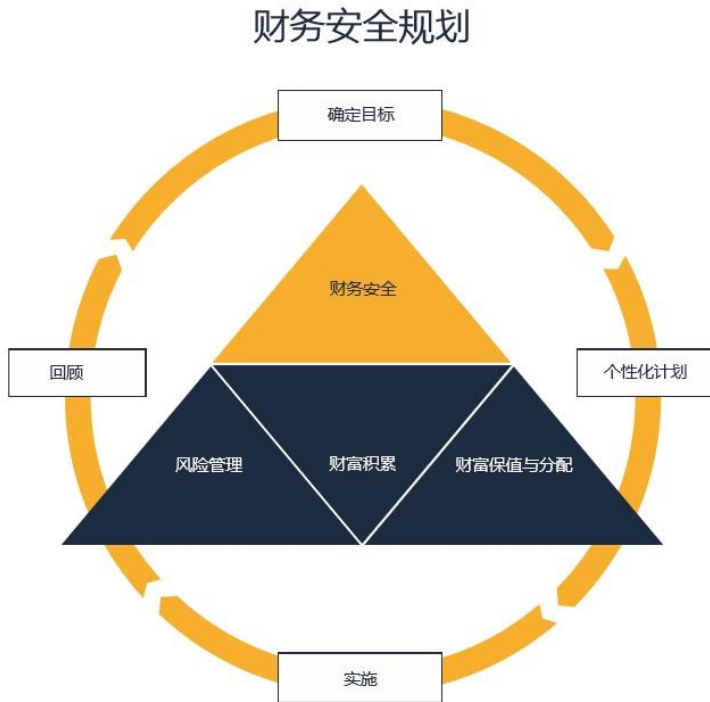 财务安全规划
确定目标
财务安全
回顾
个性化计划
风险管理
财富积累
财富保值与分配
实施